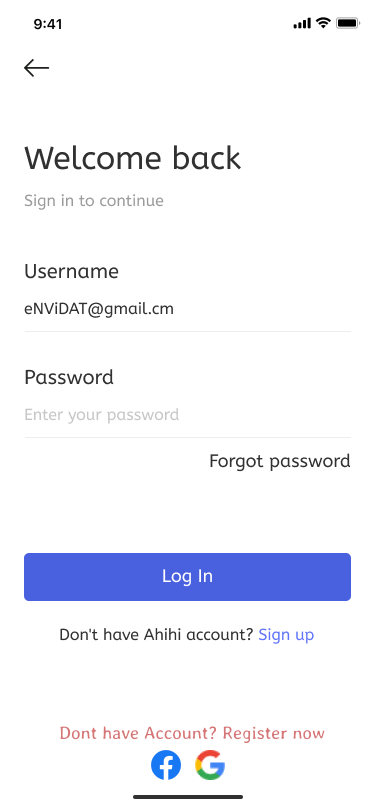 9:41
Welcome back
Sign in to continue
Username
eNViDAT@gmail.cm
Password
Enter your password
Forgot password
Log In
Don't have Ahihi account? Sign up
Dont have Account? Register now